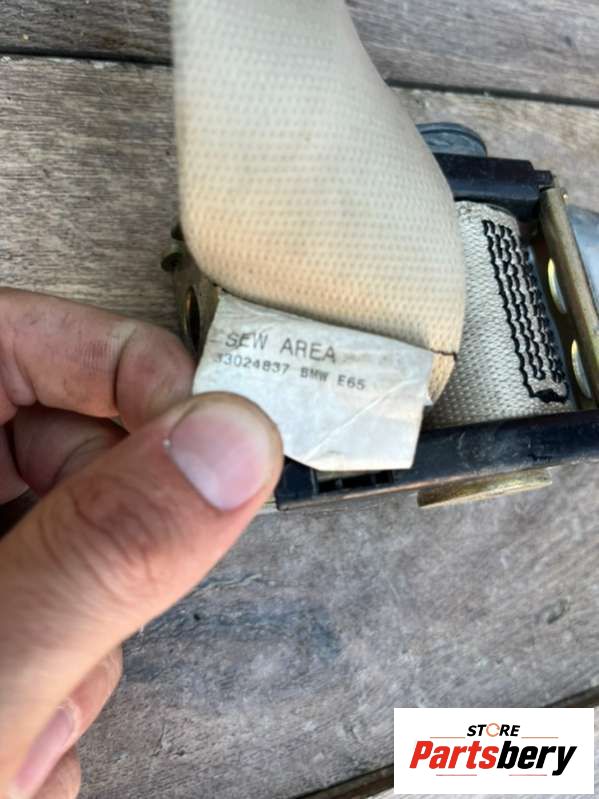 SEW AREA
33024837 BMW E65
STORE
Partsbery